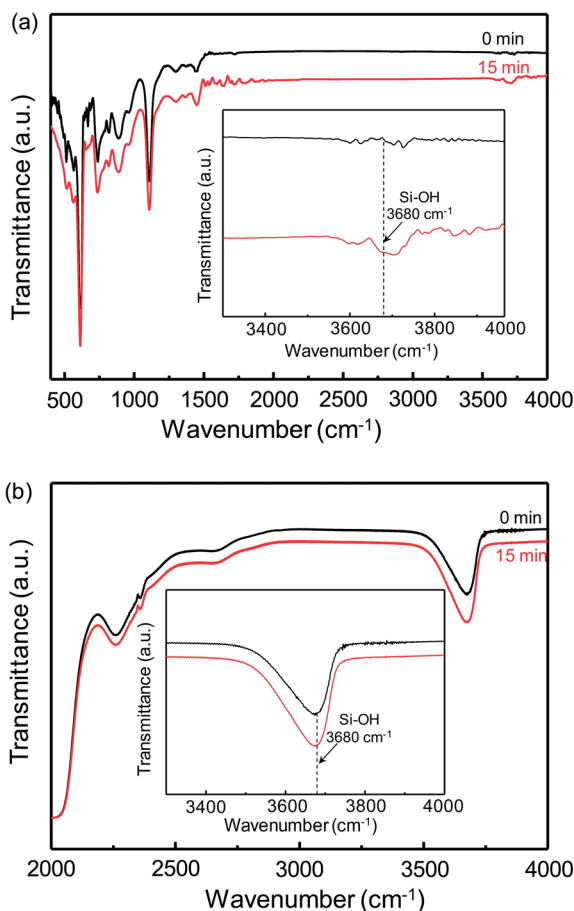 (a)
0 min
15 min
Transmittance (a.u.)
Transmittance (a.u.)
Si-OH
3680 cm⁻¹
3400 3600 3800 4000
Wavenumber (cm⁻¹)
500 1000 1500 2000 2500 3000 3500 4000
Wavenumber (cm⁻¹)
(b)
0 min
15 min
Transmittance (a.u.)
Transmittance (a.u.)
Si-OH
3680 cm⁻¹
3400 3600 3800 4000
Wavenumber (cm⁻¹)
2000 2500 3000 3500 4000
Wavenumber (cm⁻¹)